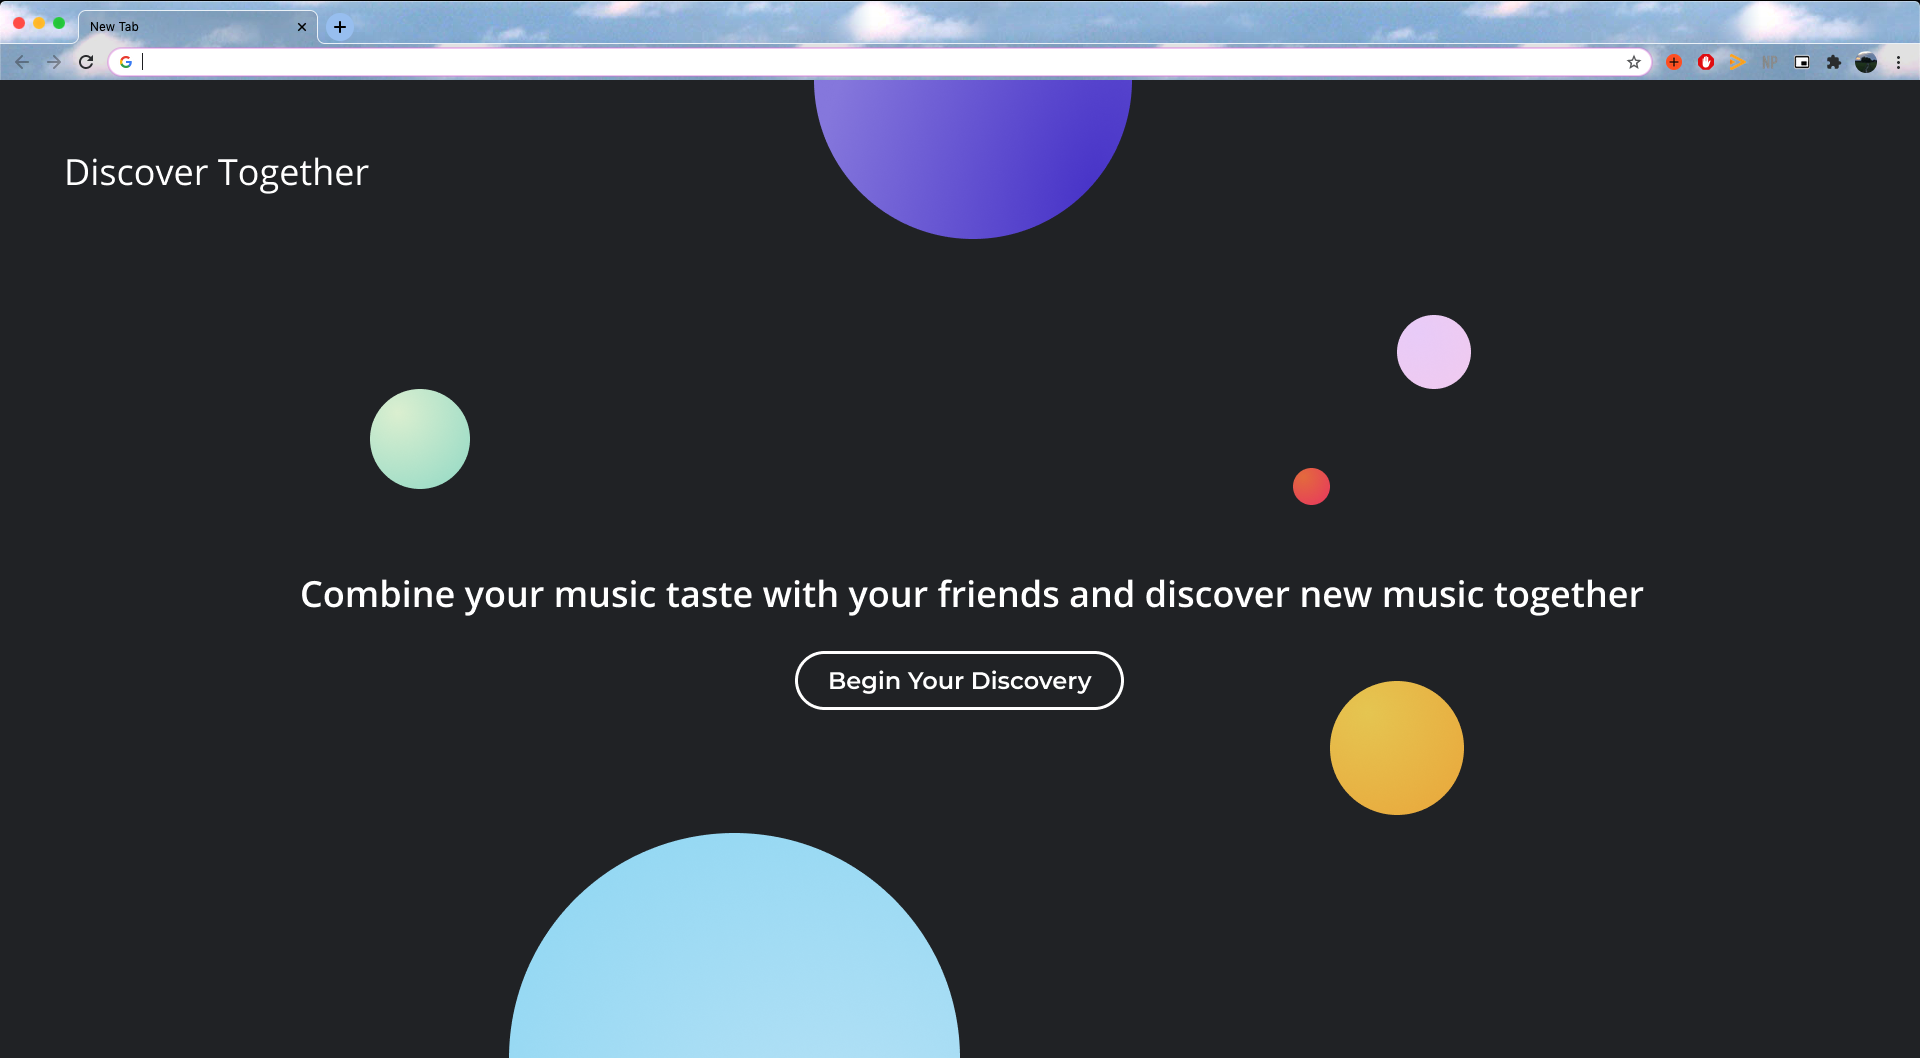 New Tab
NP
Discover Together
Combine your music taste with your friends and discover new music together
Begin Your Discovery